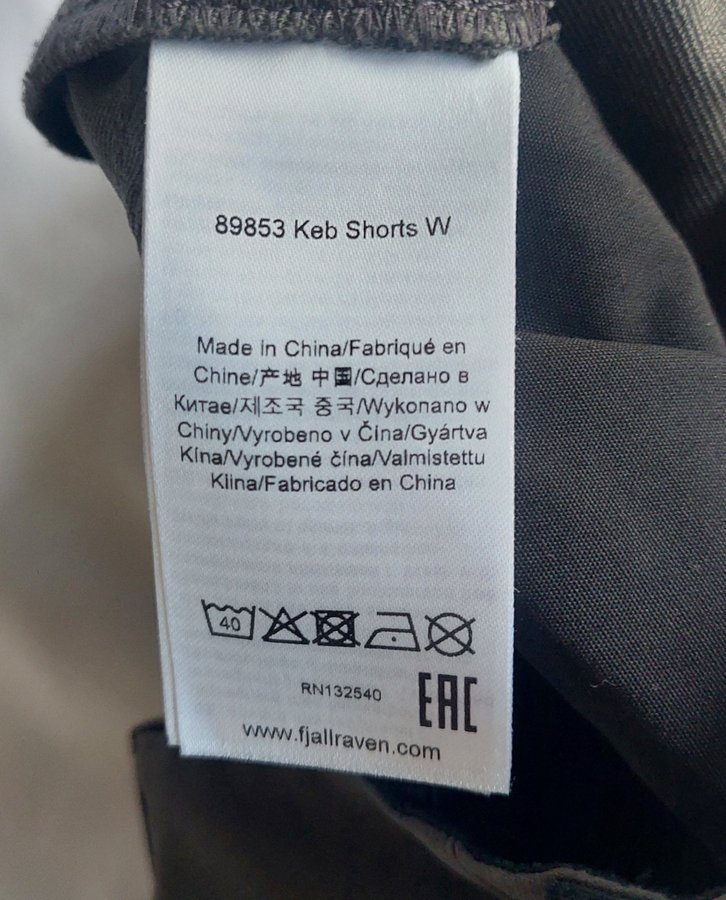 89853 Keb Shorts W
Made in China/Fabriqué en
Chine/产地 中国/Сделано в
Китае/제조국 중국/Wykonano w
Chiny/Vyrobeno v Čína/Gyártva
Kína/Vyrobené čína/Valmistettu
Kiina/Fabricado en China
40
RN132540
EAC
www.fjallraven.com